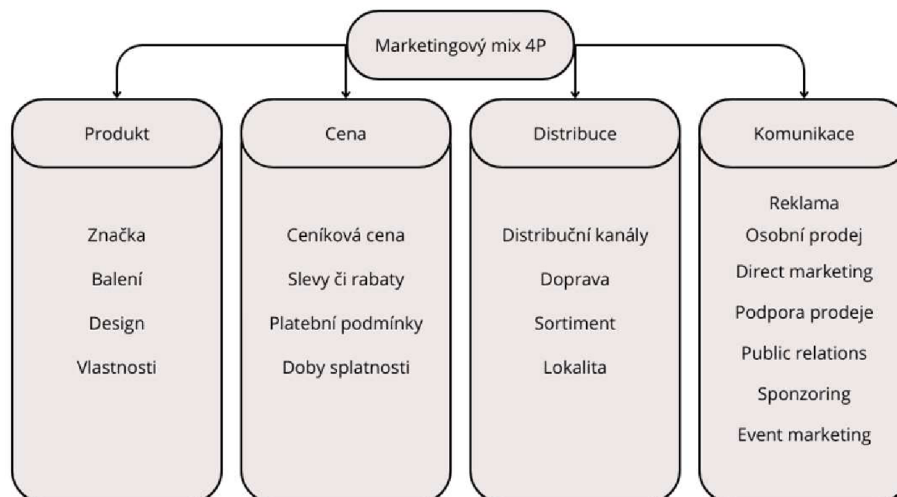 Marketingový mix 4P
Produkt
Značka
Balení
Design
Vlastnosti
Cena
Ceníková cena
Slevy či rabaty
Platební podmínky
Doby splatnosti
Distribuce
Distribuční kanály
Doprava
Sortiment
Lokalita
Komunikace
Reklama
Osobní prodej
Direct marketing
Podpora prodeje
Public relations
Sponzoring
Event marketing